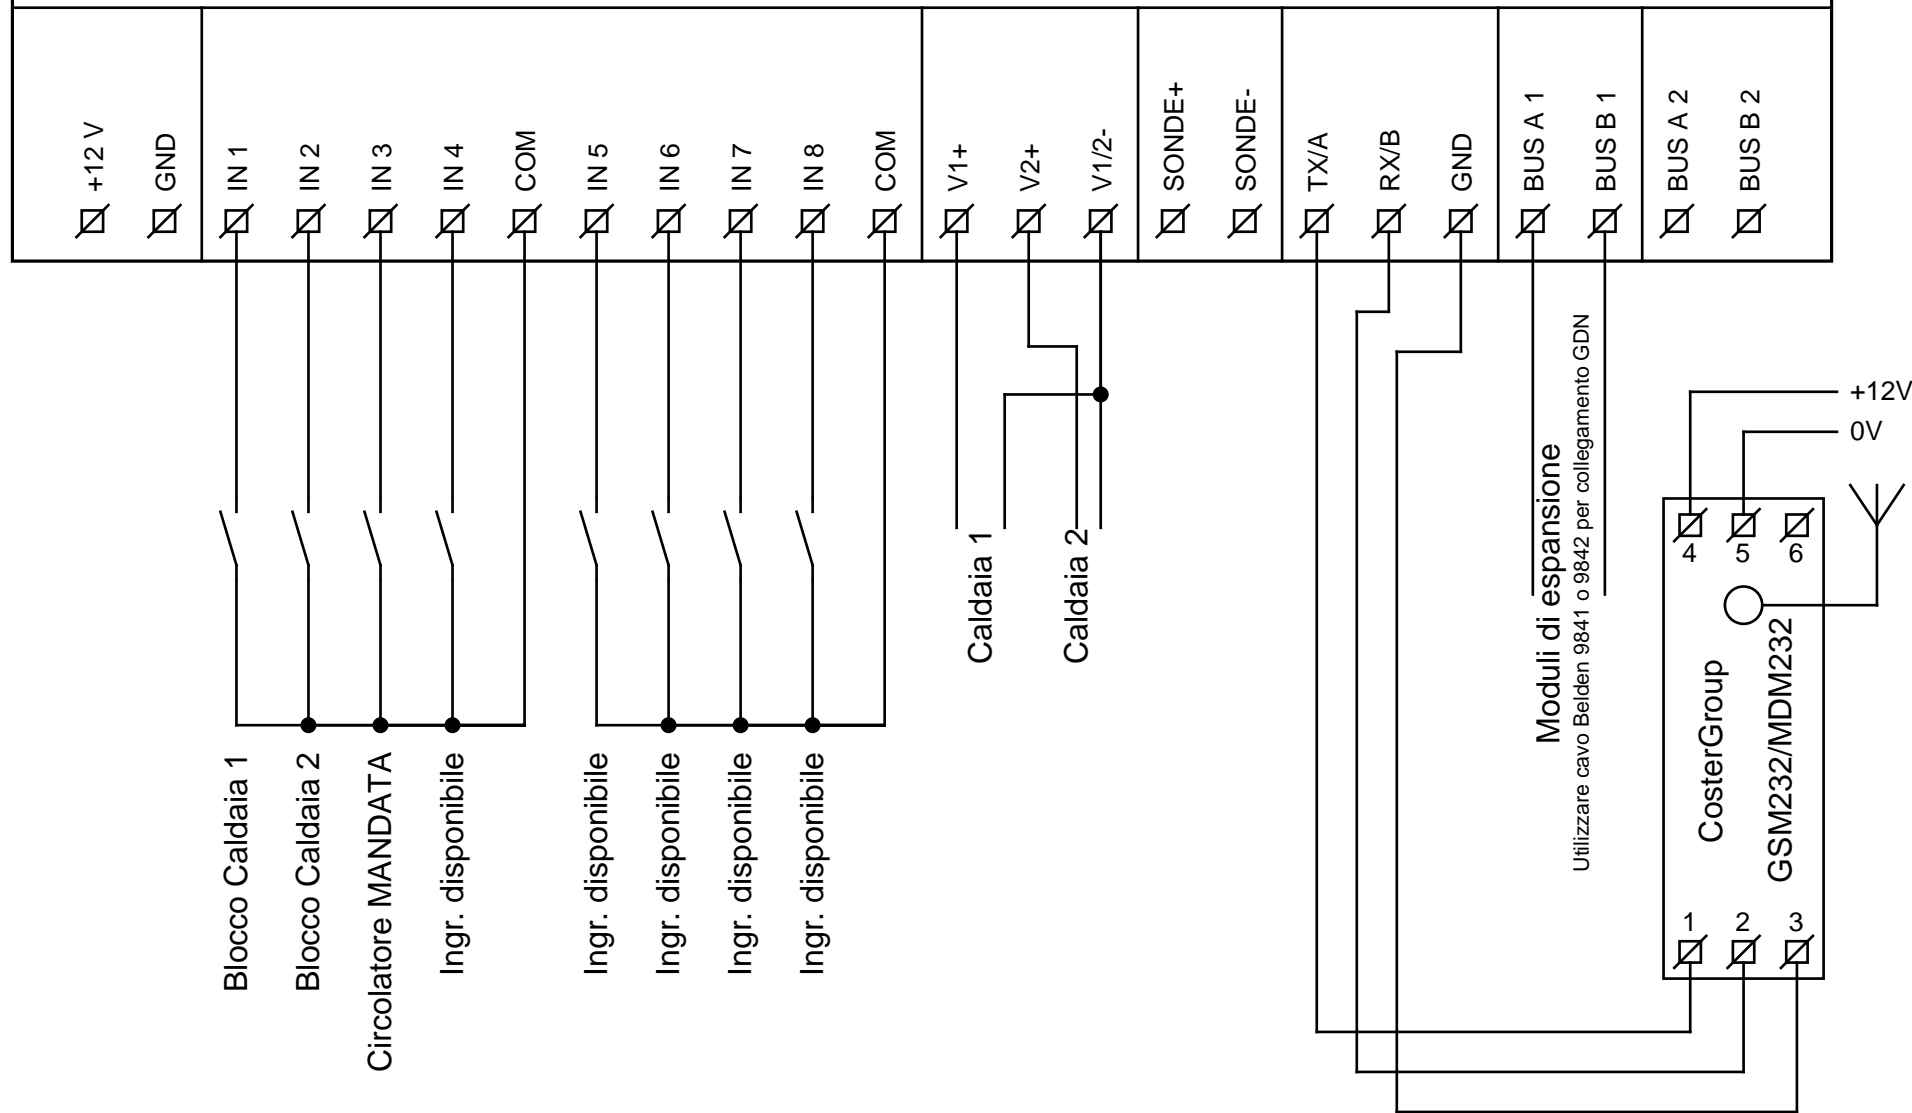 +12 V
GND
IN 1
IN 2
IN 3
IN 4
COM
IN 5
IN 6
IN 7
IN 8
COM
V1+
V2+
V1/2-
SONDE+
SONDE-
TX/A
RX/B
GND
BUS A 1
BUS B 1
BUS A 2
BUS B 2
Blocco Caldaia 1
Blocco Caldaia 2
Circolatore MANDATA
Ingr. disponibile
Ingr. disponibile
Ingr. disponibile
Ingr. disponibile
Ingr. disponibile
Caldaia 1
Caldaia 2
Moduli di espansione
Utilizzare cavo Belden 9841 o 9842 per collegamento GDN
+12V
0V
4
5
6
CosterGroup
GSM232/MDM232
1
2
3